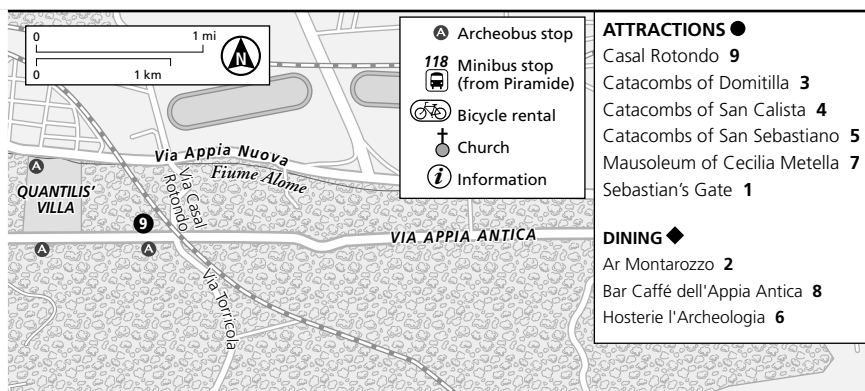 0 1 mi
0 1 km
N
A Archeobus stop
118 Minibus stop
(from Piramide)
Bicycle rental
Church
i Information
ATTRACTIONS
Casal Rotondo 9
Catacombs of Domitilla 3
Catacombs of San Calista 4
Catacombs of San Sebastiano 5
Mausoleum of Cecilia Metella 7
Sebastian's Gate 1
DINING
Ar Montarozzo 2
Bar Caffé dell'Appia Antica 8
Hosterie l'Archeologia 6
Via Appia Nuova
Fiume Alome
A
QUANTILIS'
VILLA
Via Casal
Rotondo
9
A
A
VIA APPIA ANTICA
Via Torricola